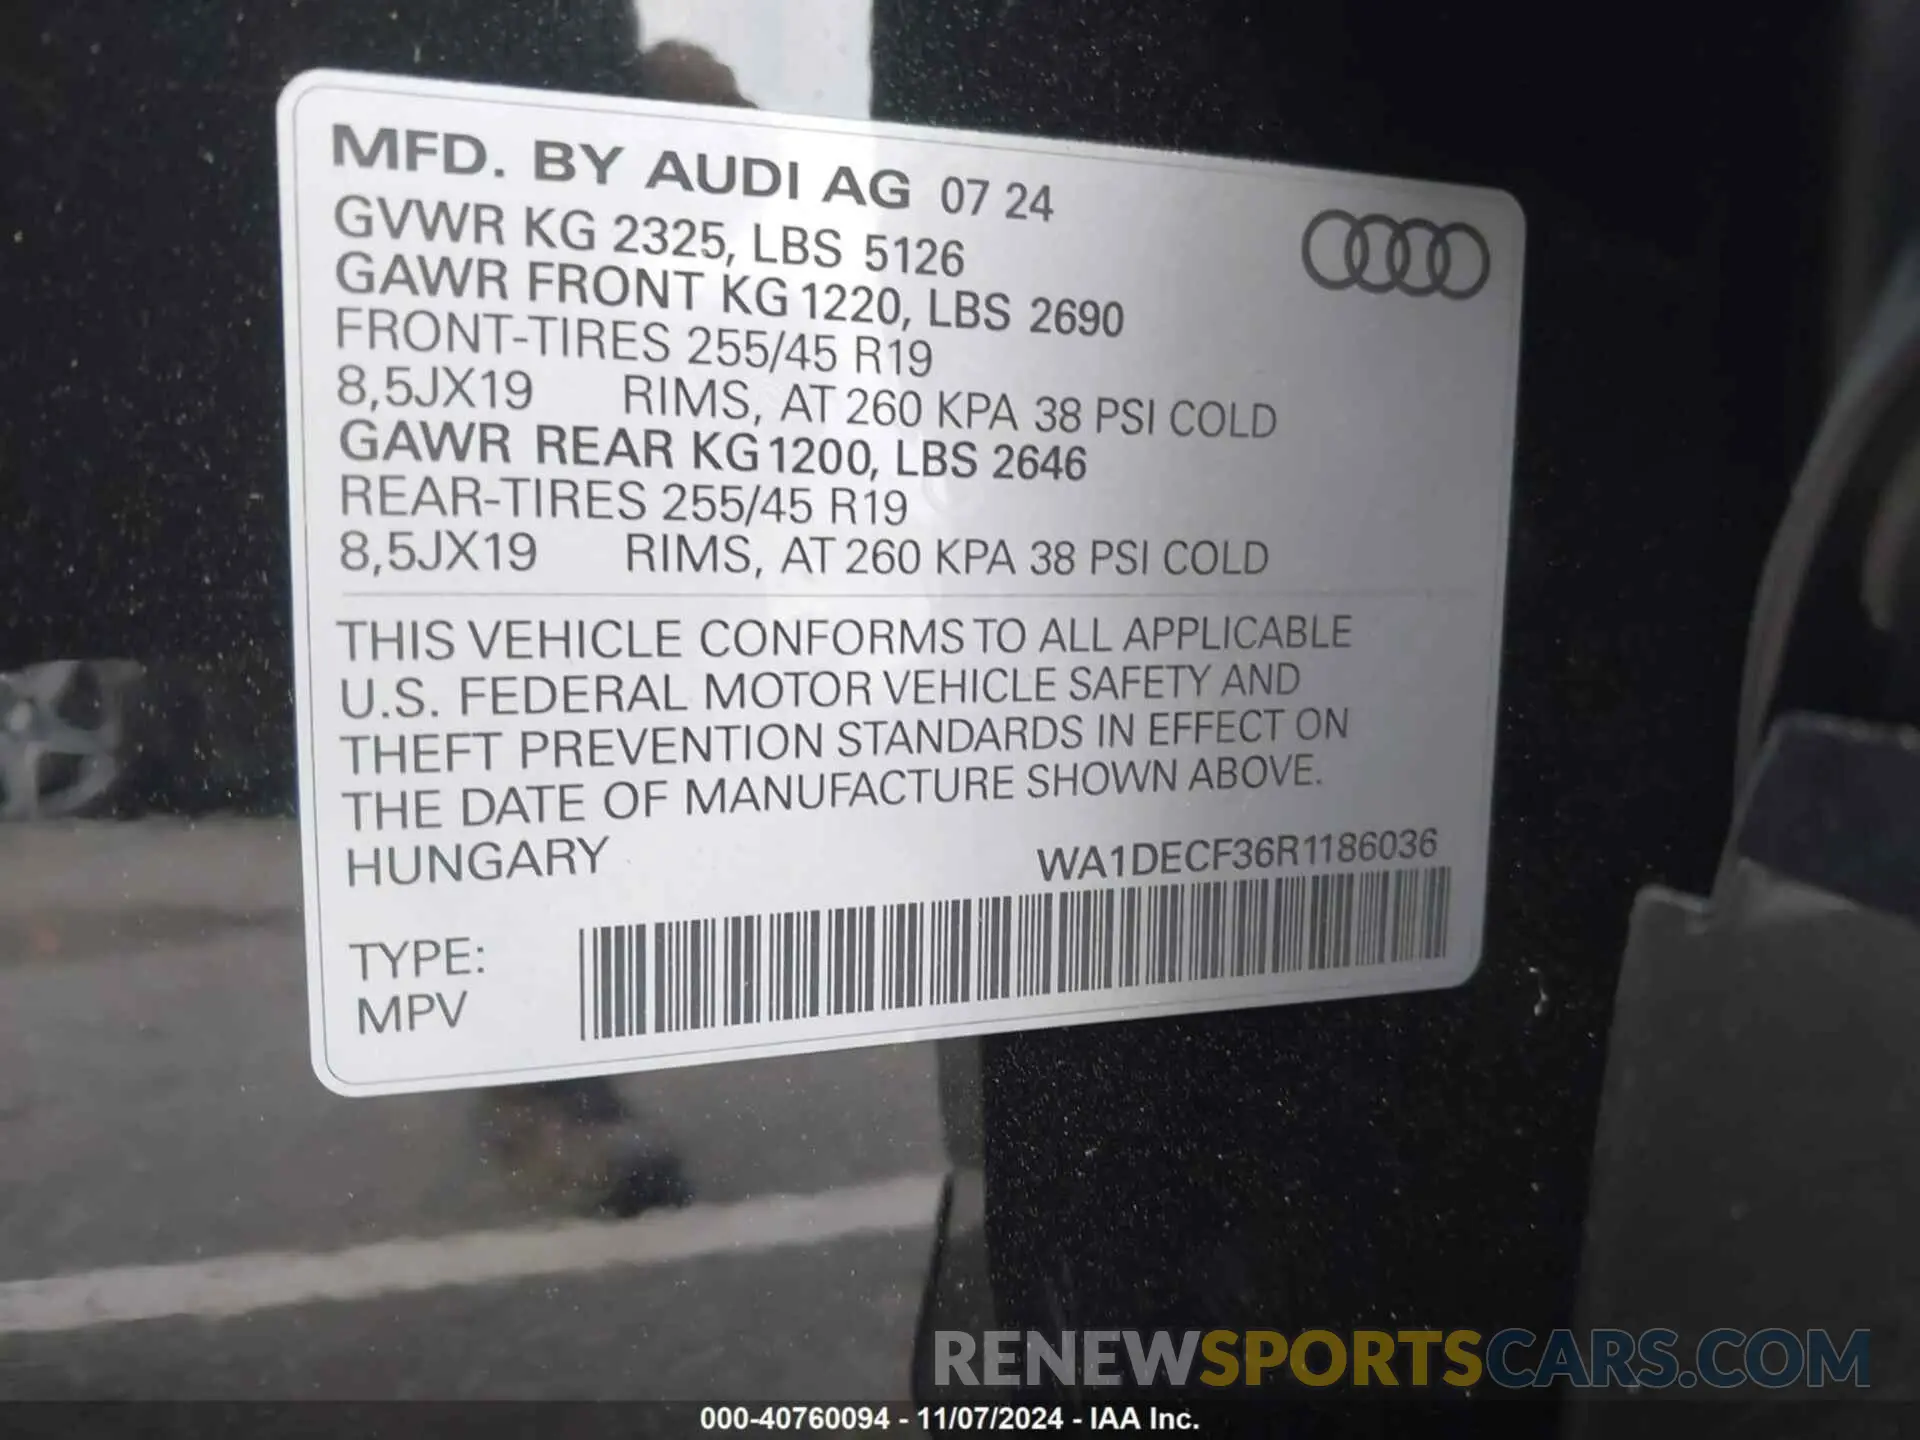 MFD. BY AUDI AG 07 24
GVWR KG 2325, LBS 5126
GAWR FRONT KG 1220, LBS 2690
FRONT-TIRES 255/45 R19
8,5JX19 RIMS, AT 260 KPA 38 PSI COLD
GAWR REAR KG 1200, LBS 2646
REAR-TIRES 255/45 R19
8,5JX19 RIMS, AT 260 KPA 38 PSI COLD
THIS VEHICLE CONFORMS TO ALL APPLICABLE
U.S. FEDERAL MOTOR VEHICLE SAFETY AND
THEFT PREVENTION STANDARDS IN EFFECT ON
THE DATE OF MANUFACTURE SHOWN ABOVE.
HUNGARY WA1DECF36R1186036
TYPE:
MPV
RENEWSPORTSCARS.COM
000-40760094 - 11/07/2024 - IAA Inc.